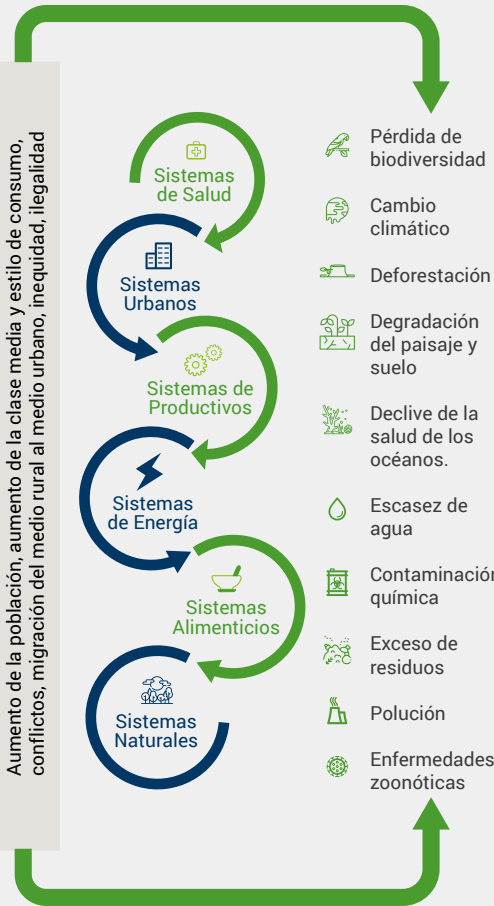 Aumento de la población, aumento de la clase media y estilo de consumo,
conflictos, migración del medio rural al medio urbano, inequidad, ilegalidad
Sistemas
de Salud
Sistemas
Urbanos
Sistemas de
Productivos
Sistemas
de Energía
Sistemas
Alimenticios
Sistemas
Naturales
Pérdida de
biodiversidad
Cambio
climático
Deforestación
Degradación
del paisaje y
suelo
Declive de la
salud de los
océanos.
Escasez de
agua
Contaminación
química
Exceso de
residuos
Polución
Enfermedades
zoonóticas